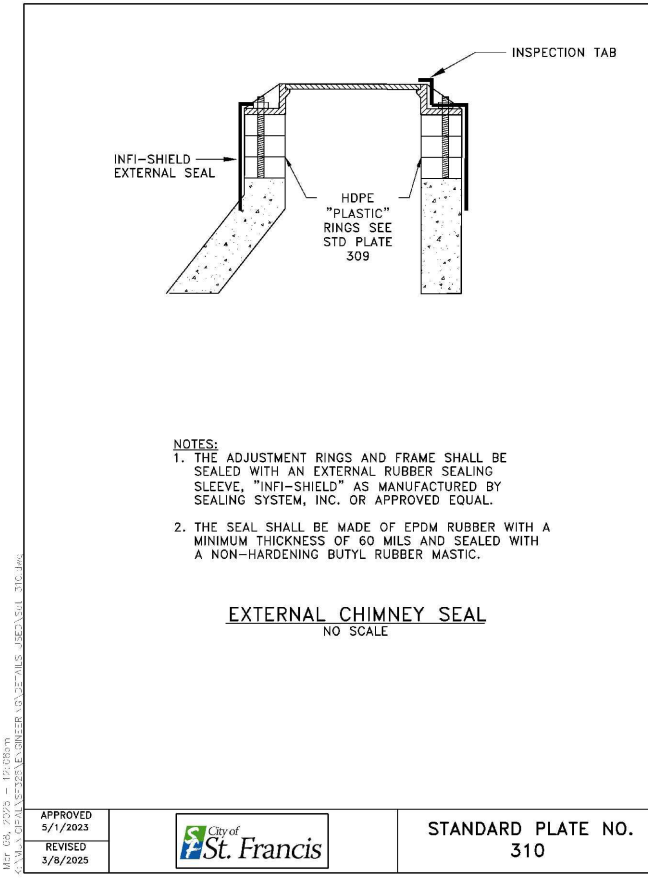 INSPECTION TAB
INFI-SHIELD
EXTERNAL SEAL
HDPE
"PLASTIC"
RINGS SEE
STD PLATE
309
NOTES:
1. THE ADJUSTMENT RINGS AND FRAME SHALL BE
SEALED WITH AN EXTERNAL RUBBER SEALING
SLEEVE, "INFI-SHIELD" AS MANUFACTURED BY
SEALING SYSTEM, INC. OR APPROVED EQUAL.
2. THE SEAL SHALL BE MADE OF EPDM RUBBER WITH A
MINIMUM THICKNESS OF 60 MILS AND SEALED WITH
A NON-HARDENING BUTYL RUBBER MASTIC.
EXTERNAL CHIMNEY SEAL
NO SCALE
APPROVED
5/1/2023
REVISED
3/8/2025
City of
St. Francis
STANDARD PLATE NO.
310